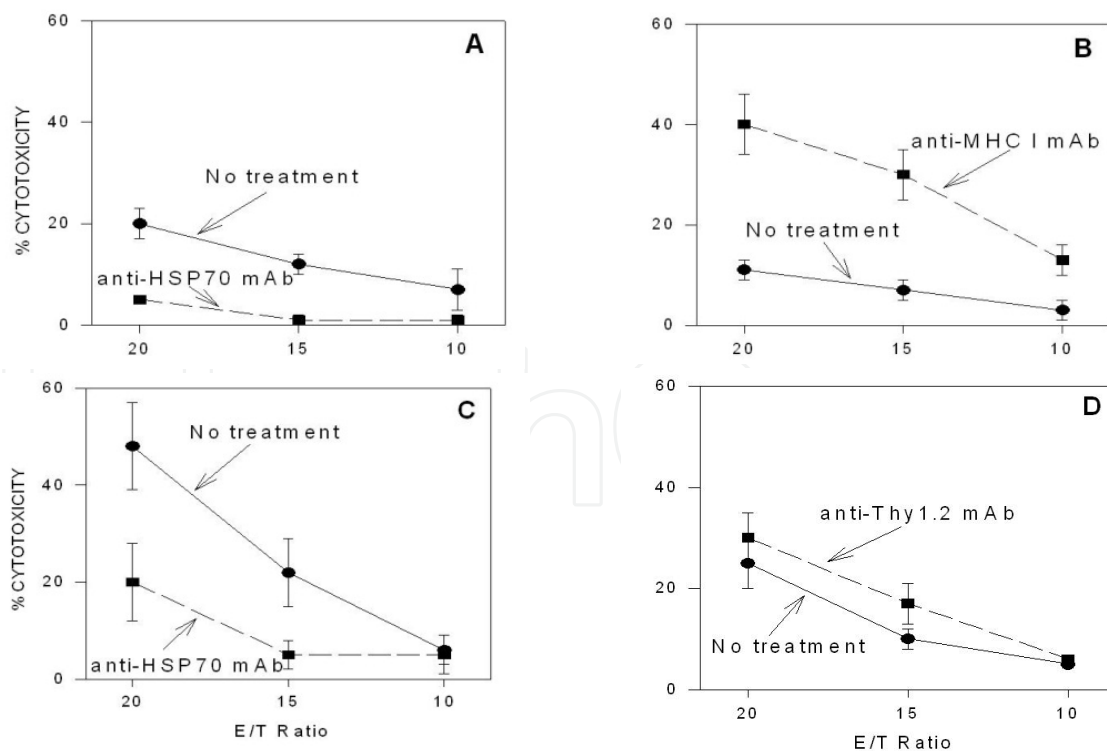 60
40
20
0
% CYTOTOXICITY
A
No treatment
anti-HSP70 mAb
20
15
10
60
40
20
0
B
anti-MHC I mAb
No treatment
20
15
10
60
40
20
0
% CYTOTOXICITY
C
No treatment
anti-HSP70 mAb
20
15
10
E/T Ratio
60
40
20
0
D
anti-Thy1.2 mAb
No treatment
20
15
10
E/T Ratio